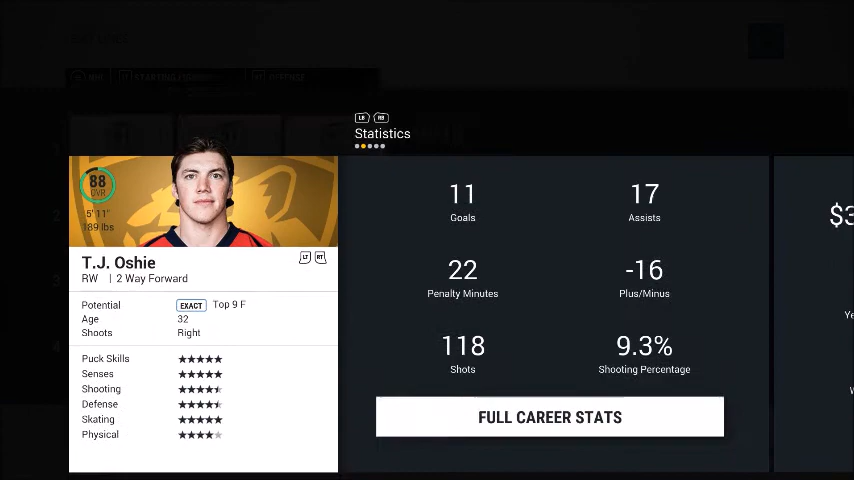 LB RB
Statistics
88
OVR
5' 11"
189 lbs
T.J. Oshie
LT RT
RW | 2 Way Forward
Potential EXACT Top 9 F
Age 32
Shoots Right
Puck Skills ★★★★★
Senses ★★★★★
Shooting
Defense
Skating ★★★★★
Physical
11
Goals
17
Assists
22
Penalty Minutes
-16
Plus/Minus
118
Shots
9.3%
Shooting Percentage
FULL CAREER STATS